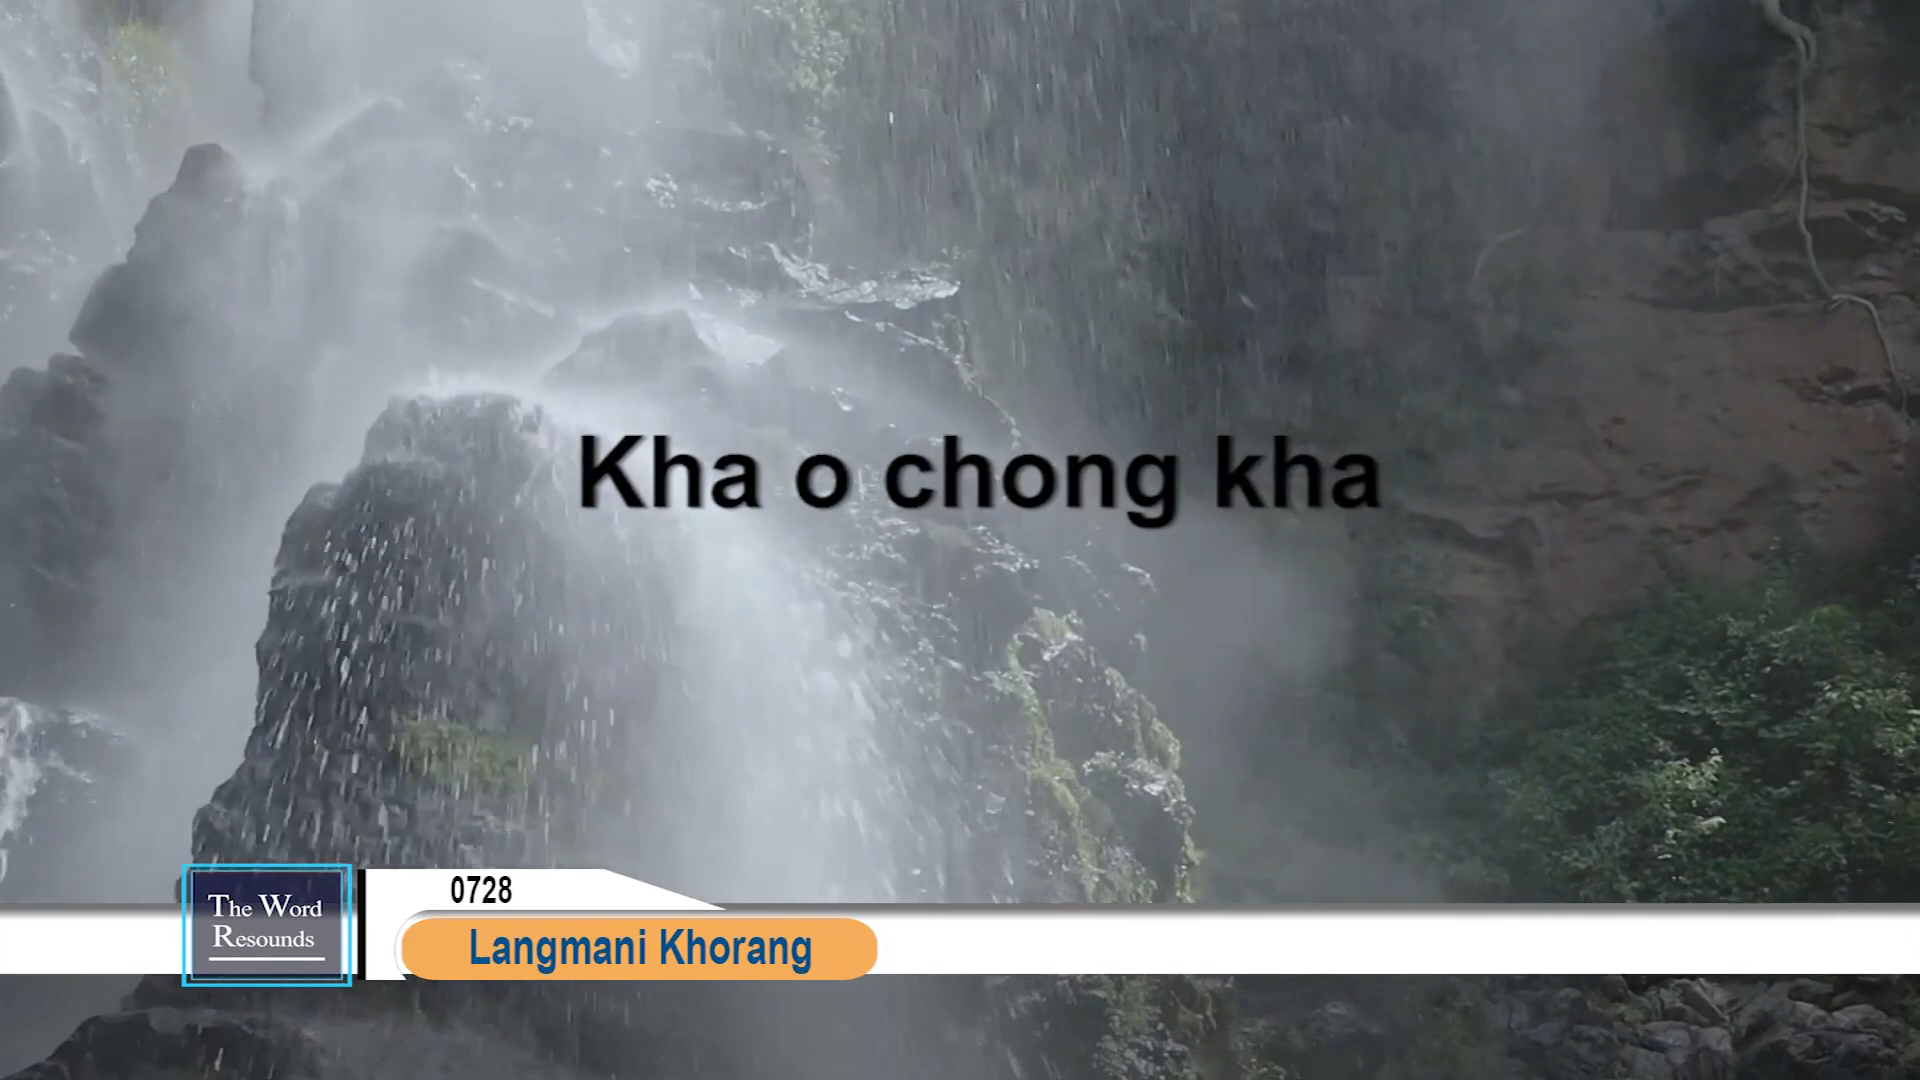 Kha o chong kha
0728
The Word
Resounds
Langmani Khorang